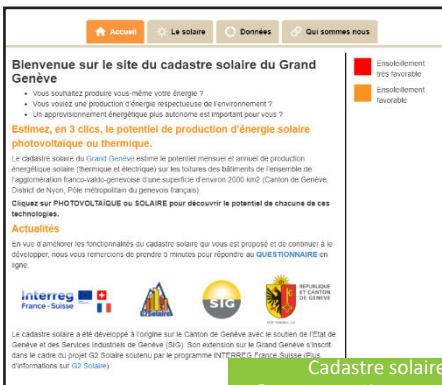 Accueil Le solaire Données Qui sommes nous
Bienvenue sur le site du cadastre solaire du Grand
Genève
Vous souhaitez produire vous-même votre énergie ?
Vous voulez une production d'énergie respectueuse de l'environnement ?
Un approvisionnement énergétique plus autonome est important pour vous ?
Estimez, en 3 clics, le potentiel de production d'énergie solaire
photovoltaïque ou thermique.
Le cadastre solaire du Grand Genève estime le potentiel mensuel et annuel de production
énergétique solaire (thermique et électrique) sur les toitures des bâtiments de l'ensemble de
l'agglomération franco-valdo-genevoise d'une superficie d'environ 2000 km2 (Canton de Genève,
District de Nyon, Pôle métropolitain du genevois français).
Cliquez sur PHOTOVOLTAÏQUE ou SOLAIRE pour découvrir le potentiel de chacune de ces
technologies.
Actualités
En vue d'améliorer les fonctionnalités du cadastre solaire qui vous est proposé et de continuer à le
développer, nous vous remercions de prendre 5 minutes pour répondre au QUESTIONNAIRE en
ligne.
Interreg
France - Suisse
G2Solaire
SIG
REPUBLIQUE
ET CANTON
DE GENEVE
Le cadastre solaire a été développé à l'origine sur le Canton de Genève avec le soutien de l'Etat de
Genève et des Services Industriels de Genève (SIG). Son extension sur le Grand Genève s'inscrit
dans le cadre du projet G2 Solaire soutenu par le programme INTERREG France-Suisse (Plus
d'informations sur G2 Solaire).
Ensoleillement
très favorable
Ensoleillement
favorable
Cadastre solaire